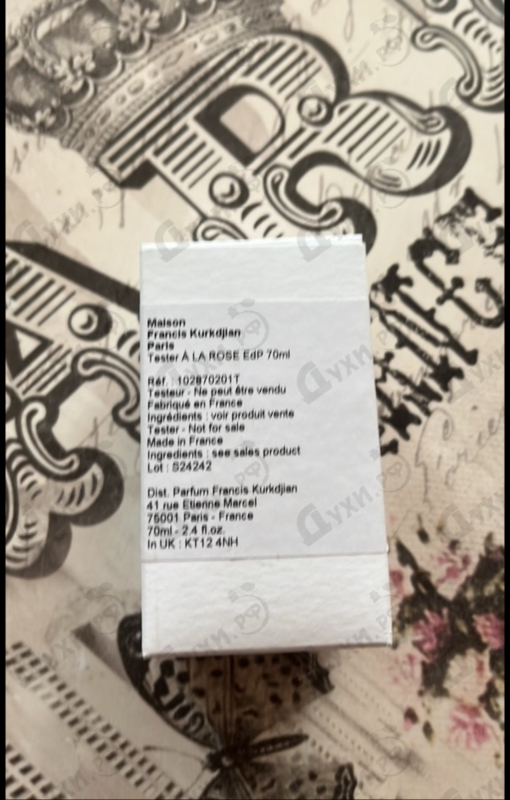 Maison
Francis Kurkdjian
Paris
Tester À LA ROSE EdP 70ml
Réf. : 102870201T
Testeur - Ne peut être vendu
Fabriqué en France
Ingrédients : voir produit vente
Tester - Not for sale
Made in France
Ingredients : see sales product
Lot : S24242
Dist. Parfum Francis Kurkdjian
41 rue Etienne Marcel
75001 Paris - France
70ml - 2.4 fl.oz.
In UK : KT12 4NH
Духи.рф